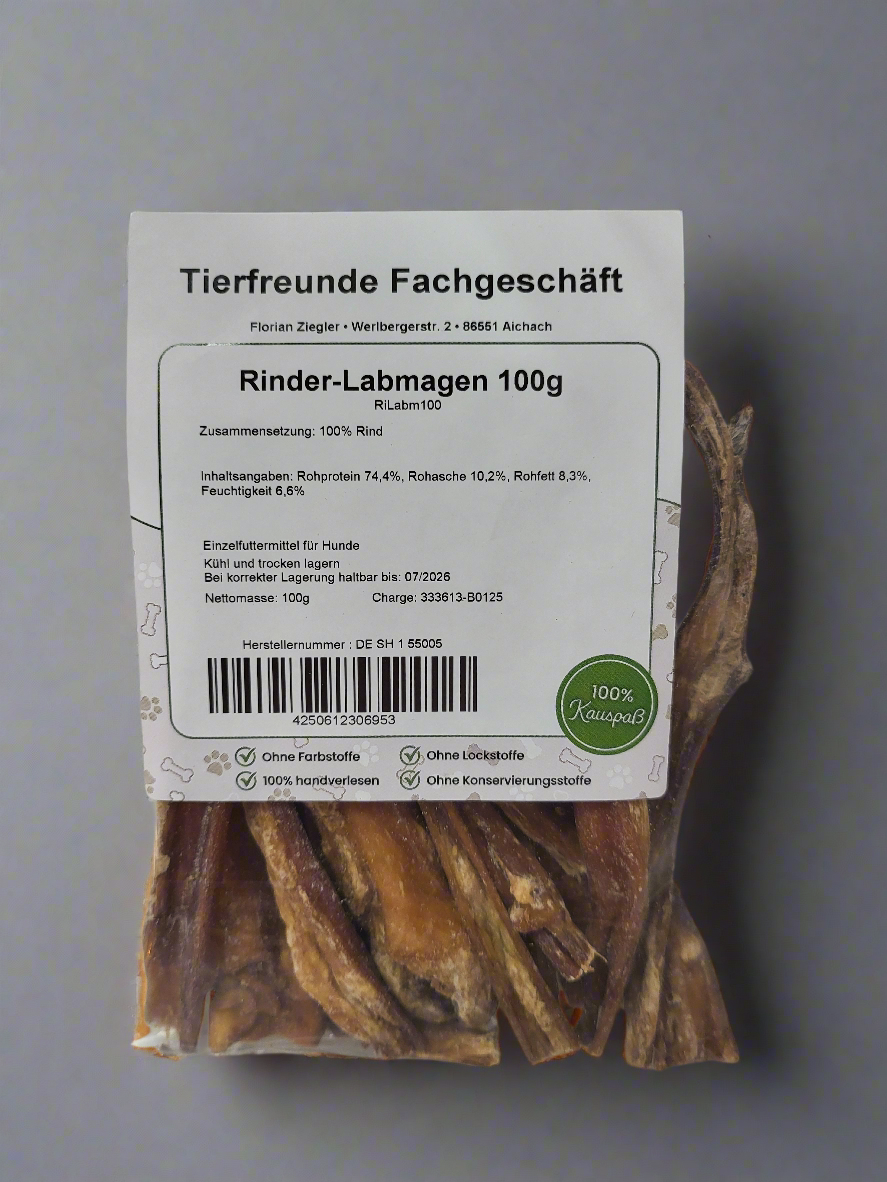 Tierfreunde Fachgeschäft
Florian Ziegler • Werlbergerstr. 2 • 86551 Aichach
Rinder-Labmagen 100g
RiLabm100
Zusammensetzung: 100% Rind
Inhaltsangaben: Rohprotein 74,4%, Rohasche 10,2%, Rohfett 8,3%,
Feuchtigkeit 6,6%
Einzelfuttermittel für Hunde
Kühl und trocken lagern
Bei korrekter Lagerung haltbar bis: 07/2026
Nettomasse: 100g Charge: 333613-B0125
Herstellernummer : DE SH 1 55005
4250612306953
100%
Kauspaß
Ohne Farbstoffe Ohne Lockstoffe
100% handverlesen Ohne Konservierungsstoffe